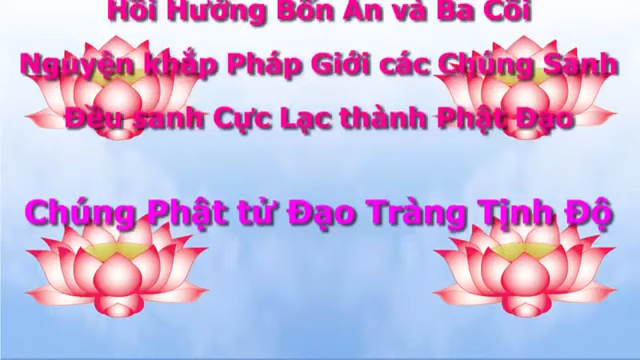 Hồi Hướng Bốn Ân và Ba Cõi
Nguyện khắp Pháp Giới các Chúng Sanh
Đều sanh Cực Lạc thành Phật Đạo
Chúng Phật tử Đạo Tràng Tịnh Độ